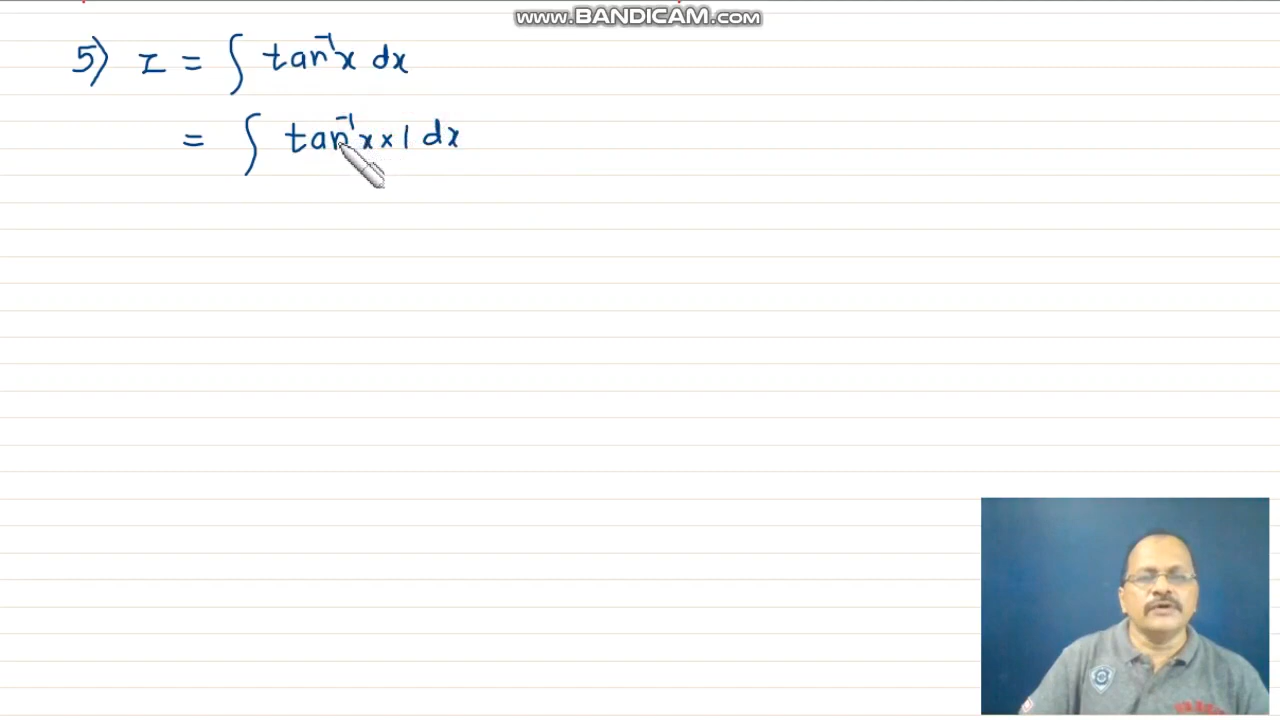 www.BANDICAM.com
5) I = ∫ tan⁻¹x dx
= ∫ tan⁻¹x × 1 dx